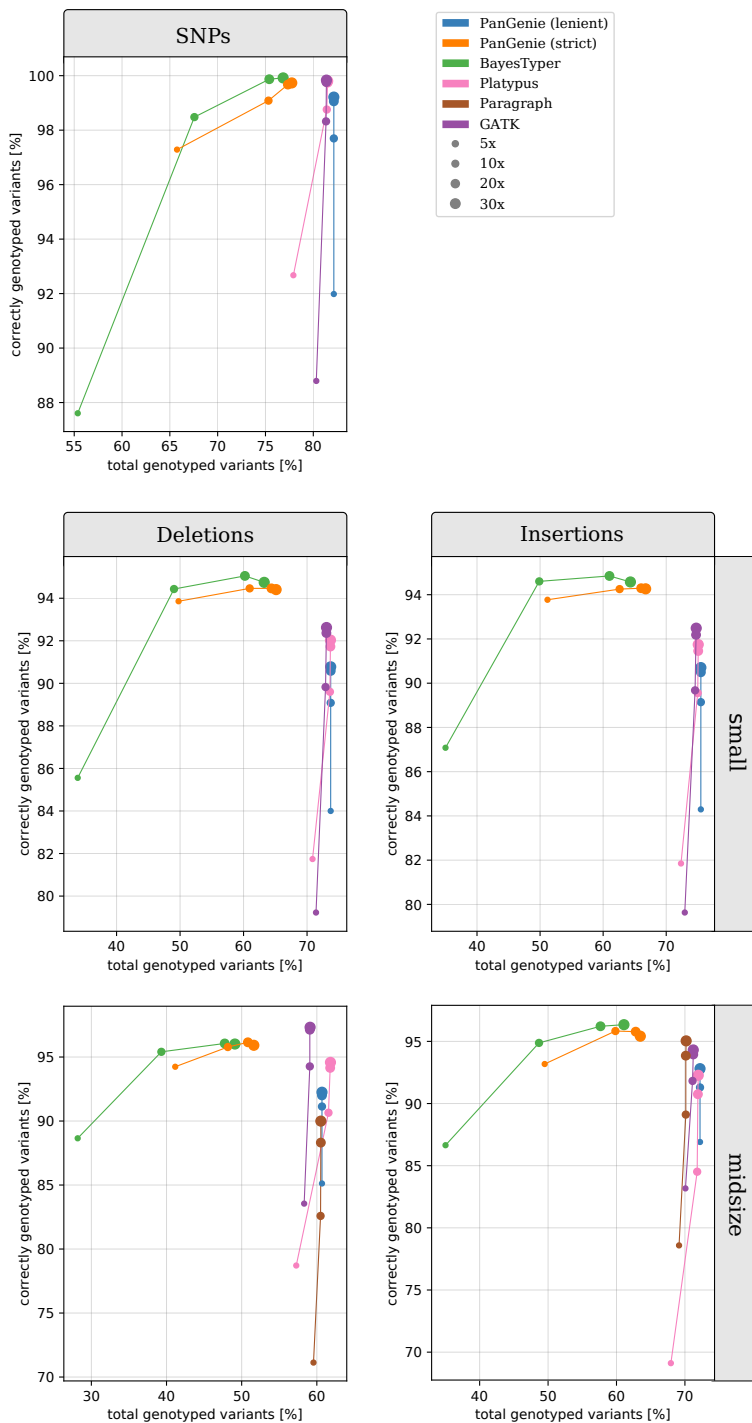 SNPs
100
98
96
94
92
90
88
55 60 65 70 75 80
correctly genotyped variants [%]
total genotyped variants [%]
PanGenie (lenient)
PanGenie (strict)
BayesTyper
Platypus
Paragraph
GATK
5x
10x
20x
30x
Deletions
94
92
90
88
86
84
82
80
40 50 60 70
correctly genotyped variants [%]
total genotyped variants [%]
Insertions
94
92
90
88
86
84
82
80
40 50 60 70
correctly genotyped variants [%]
total genotyped variants [%]
small
95
90
85
80
75
70
30 40 50 60
correctly genotyped variants [%]
total genotyped variants [%]
95
90
85
80
75
70
40 50 60 70
correctly genotyped variants [%]
total genotyped variants [%]
midsize